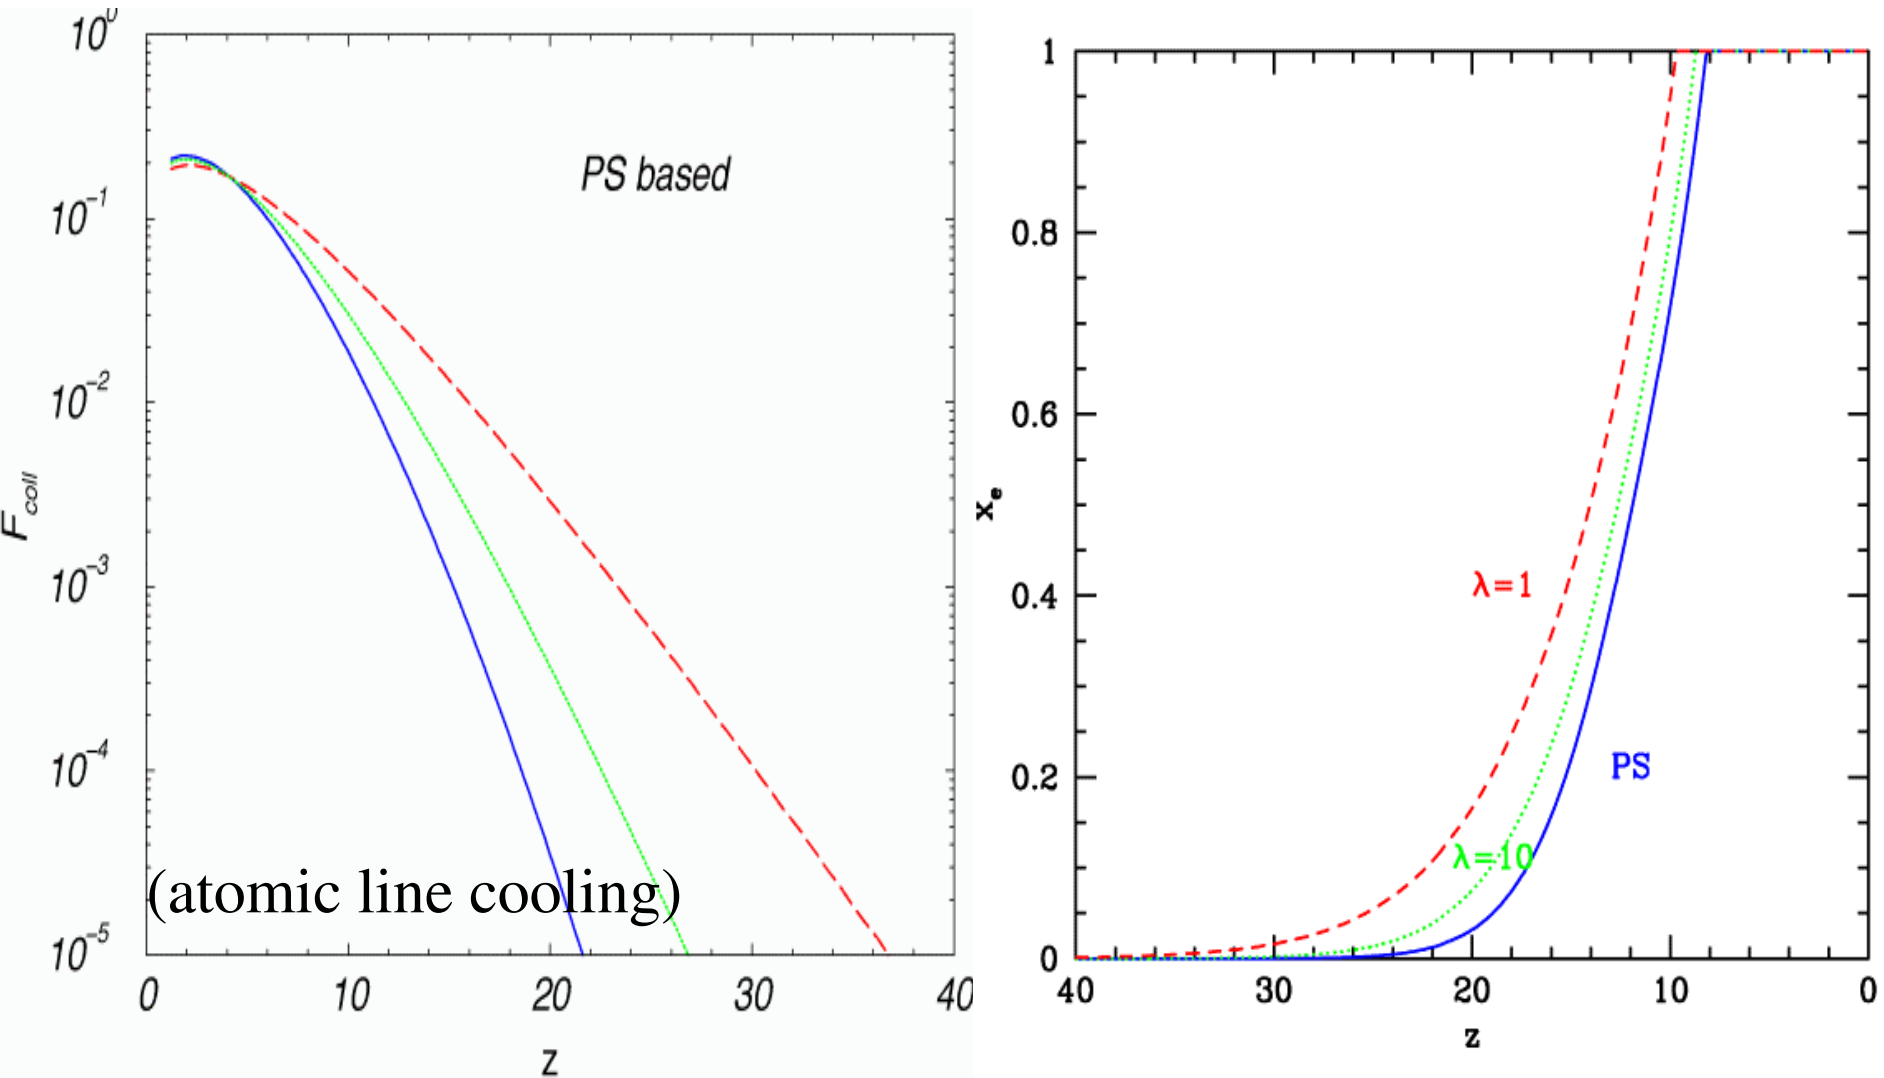 10⁰
10⁻¹
10⁻²
10⁻³
10⁻⁴
10⁻⁵
F_coll
PS based
(atomic line cooling)
0 10 20 30 40
z
1
0.8
0.6
0.4
0.2
0
x_e
λ=1
PS
λ=10
40 30 20 10 0
z